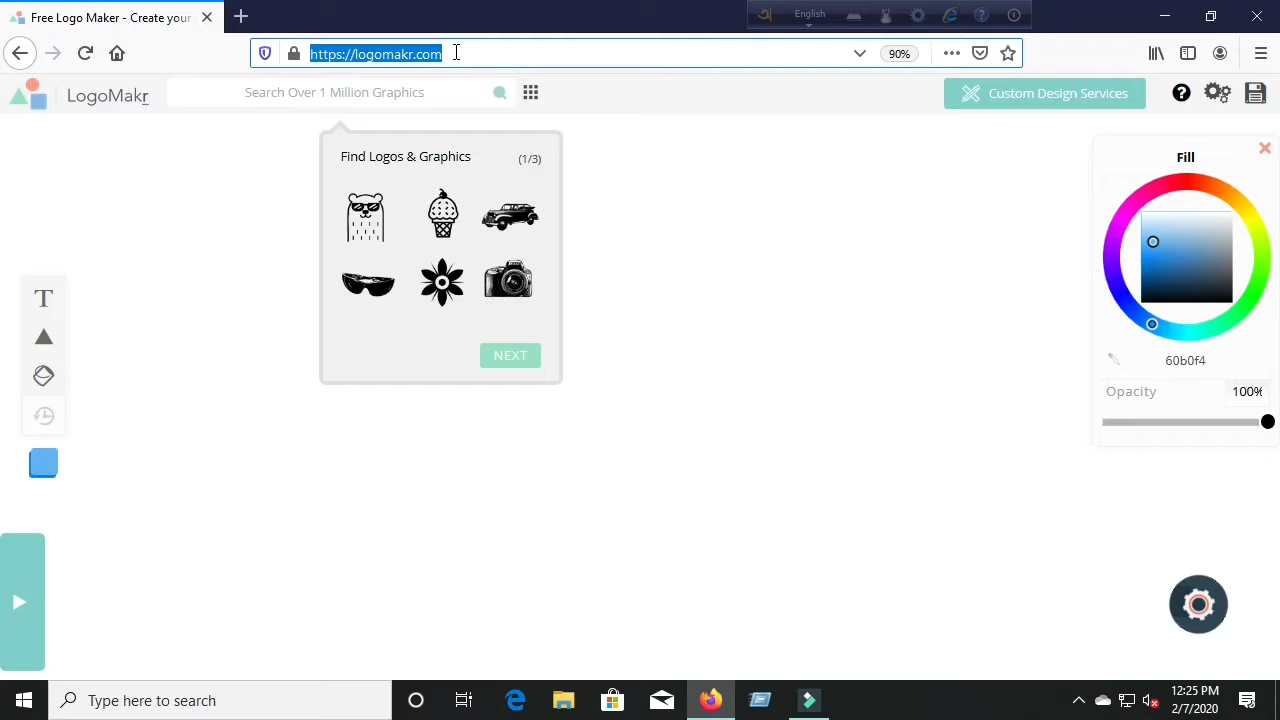 Free Logo Maker - Create your
English
https://logomakr.com
90%
LogoMakr
Search Over 1 Million Graphics
Custom Design Services
Find Logos & Graphics
(1/3)
NEXT
Fill
60b0f4
Opacity
100%
T
Type here to search
12:25 PM
2/7/2020